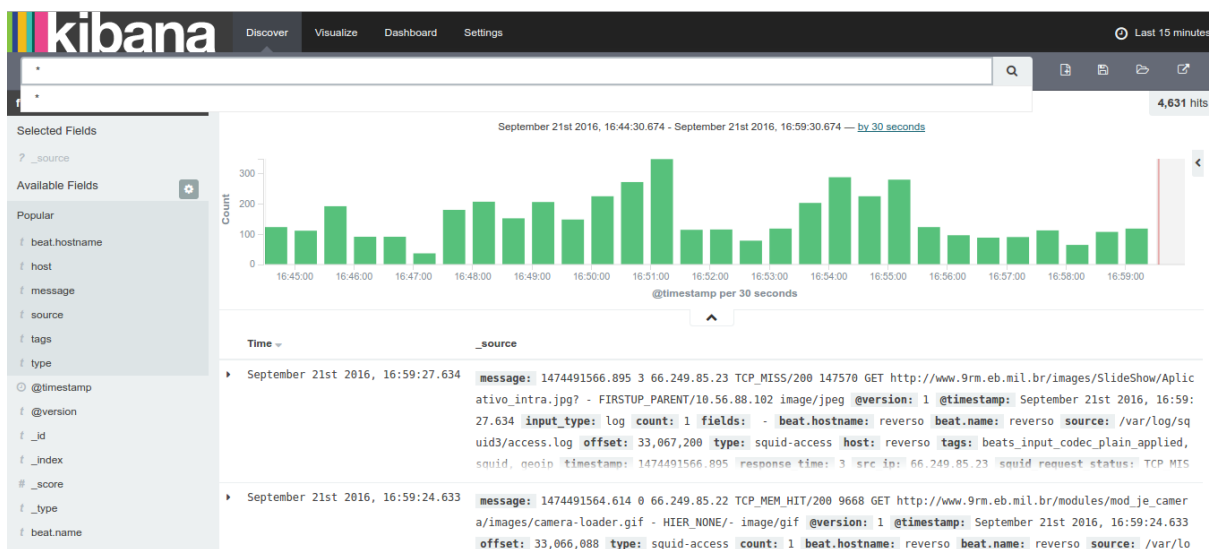 kibana
Discover Visualize Dashboard Settings Last 15 minutes
*
*
f
4,631 hits
Selected Fields
? _source
Available Fields
Popular
t beat.hostname
t host
t message
t source
t tags
t type
@timestamp
t @version
t _id
t _index
# _score
t _type
t beat.name
September 21st 2016, 16:44:30.674 - September 21st 2016, 16:59:30.674 — by 30 seconds
Count
300
200
100
0
16:45:00 16:46:00 16:47:00 16:48:00 16:49:00 16:50:00 16:51:00 16:52:00 16:53:00 16:54:00 16:55:00 16:56:00 16:57:00 16:58:00 16:59:00
@timestamp per 30 seconds
Time _source
September 21st 2016, 16:59:27.634 message: 1474491566.895 3 66.249.85.23 TCP_MISS/200 147570 GET http://www.9rm.eb.mil.br/images/SlideShow/Aplic
ativo_intra.jpg? - FIRSTUP_PARENT/10.56.88.102 image/jpeg @version: 1 @timestamp: September 21st 2016, 16:59:
27.634 input_type: log count: 1 fields: - beat.hostname: reverso beat.name: reverso source: /var/log/sq
uid3/access.log offset: 33,067,200 type: squid-access host: reverso tags: beats_input_codec_plain_applied,
squid, geoip timestamp: 1474491566.895 response_time: 3 src_ip: 66.249.85.23 squid_request_status: TCP_MIS
September 21st 2016, 16:59:24.633 message: 1474491564.614 0 66.249.85.22 TCP_MEM_HIT/200 9668 GET http://www.9rm.eb.mil.br/modules/mod_je_camer
a/images/camera-loader.gif - HIER_NONE/- image/gif @version: 1 @timestamp: September 21st 2016, 16:59:24.633
offset: 33,066,088 type: squid-access count: 1 beat.hostname: reverso beat.name: reverso source: /var/lo